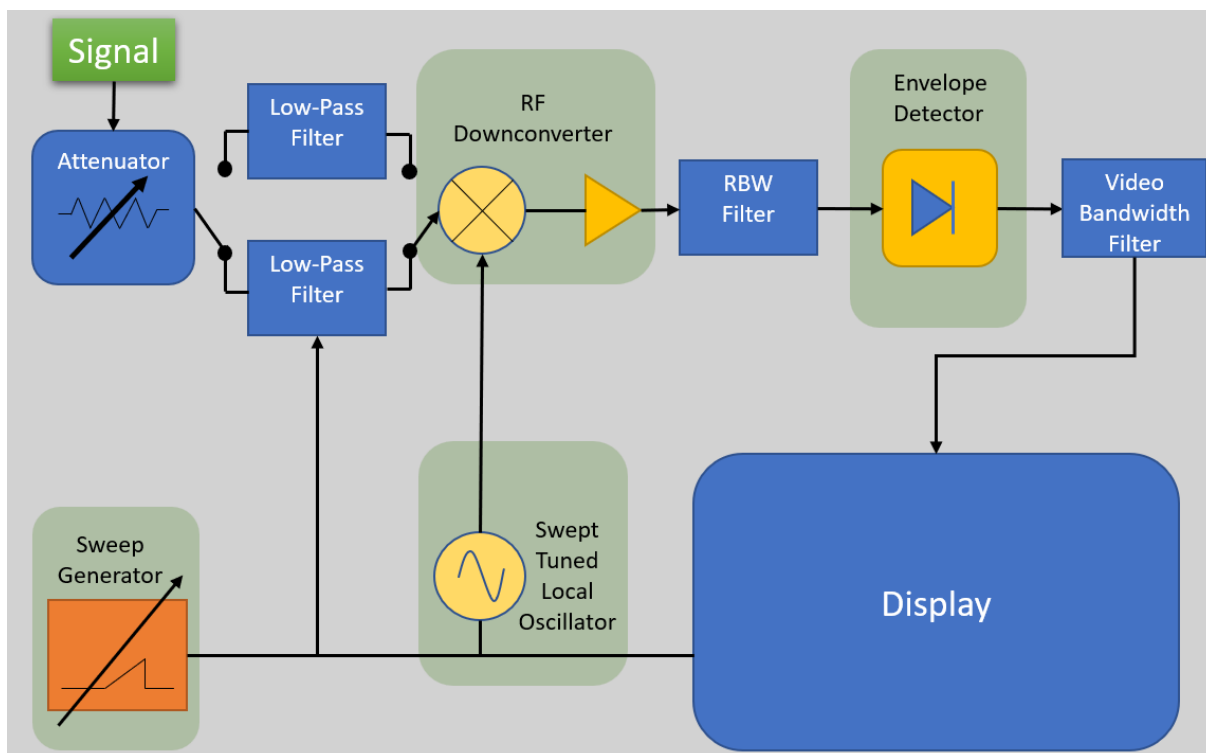 Signal
Attenuator
Low-Pass
Filter
Low-Pass
Filter
RF
Downconverter
RBW
Filter
Envelope
Detector
Video
Bandwidth
Filter
Sweep
Generator
Swept
Tuned
Local
Oscillator
Display